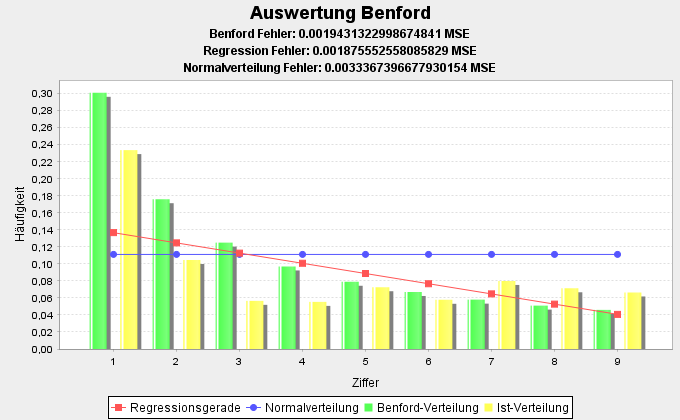 Auswertung Benford
Benford Fehler: 0.0019431322998674841 MSE
Regression Fehler: 0.001875552558085829 MSE
Normalverteilung Fehler: 0.0033367396677930154 MSE
Häufigkeit
0,30
0,28
0,26
0,24
0,22
0,20
0,18
0,16
0,14
0,12
0,10
0,08
0,06
0,04
0,02
0,00
1 2 3 4 5 6 7 8 9
Ziffer
Regressionsgerade Normalverteilung Benford-Verteilung Ist-Verteilung